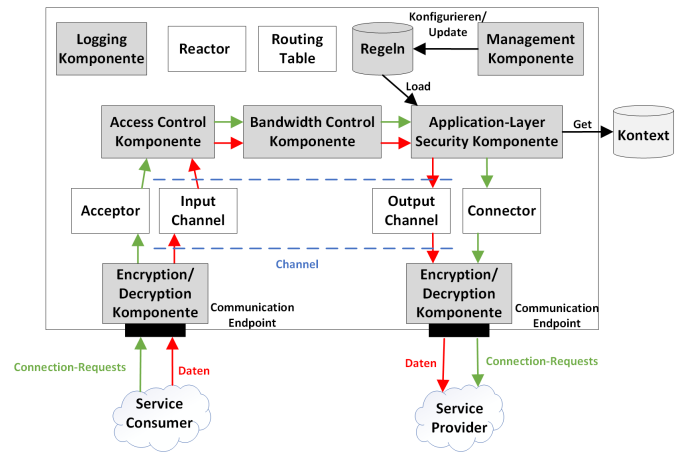 Logging
Komponente
Reactor
Routing
Table
Regeln
Konfigurieren/
Update
Management
Komponente
Load
Access Control
Komponente
Bandwidth Control
Komponente
Application-Layer
Security Komponente
Get
Kontext
Acceptor
Input
Channel
Output
Channel
Connector
Channel
Encryption/
Decryption
Komponente
Communication
Endpoint
Encryption/
Decryption
Komponente
Communication
Endpoint
Connection-Requests
Daten
Daten
Connection-Requests
Service
Consumer
Service
Provider